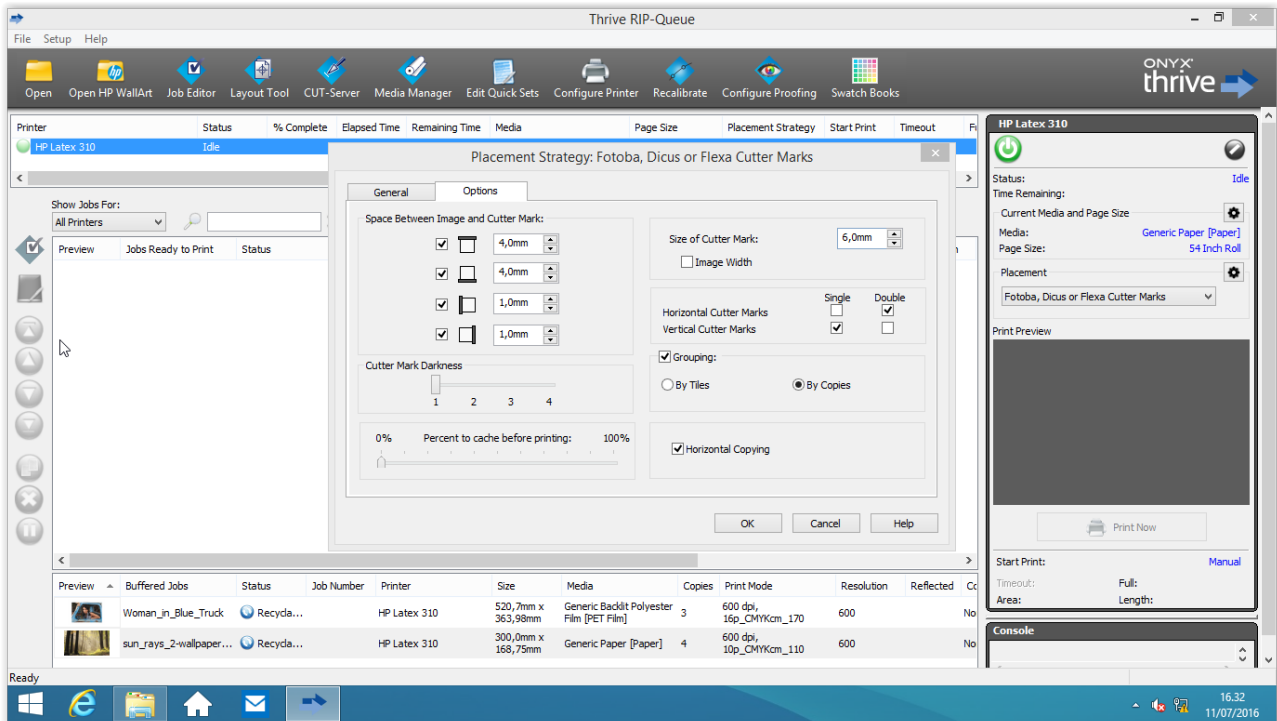 Thrive RIP-Queue
File Setup Help
Open Open HP WallArt Job Editor Layout Tool CUT-Server Media Manager Edit Quick Sets Configure Printer Recalibrate Configure Proofing Swatch Books
ONYX
thrive
Printer Status % Complete Elapsed Time Remaining Time Media Page Size Placement Strategy Start Print Timeout
HP Latex 310 Idle
Show Jobs For:
All Printers
Preview Jobs Ready to Print Status
Placement Strategy: Fotoba, Dicus or Flexa Cutter Marks
General Options
Space Between Image and Cutter Mark:
4,0mm
4,0mm
1,0mm
1,0mm
Cutter Mark Darkness
1 2 3 4
0% Percent to cache before printing: 100%
Size of Cutter Mark: 6,0mm
Image Width
Single Double
Horizontal Cutter Marks
Vertical Cutter Marks
Grouping:
By Tiles By Copies
Horizontal Copying
OK Cancel Help
HP Latex 310
Status: Idle
Time Remaining:
Current Media and Page Size
Media: Generic Paper [Paper]
Page Size: 54 Inch Roll
Placement
Fotoba, Dicus or Flexa Cutter Marks
Print Preview
Print Now
Start Print: Manual
Timeout: Full:
Area: Length:
Console
Preview Buffered Jobs Status Job Number Printer Size Media Copies Print Mode Resolution Reflected
Woman_in_Blue_Truck Recycla... HP Latex 310 520,7mm x 363,98mm Generic Backlit Polyester Film [PET Film] 3 600 dpi, 16p_CMYKcm_170 600 No
sun_rays_2-wallpaper... Recycla... HP Latex 310 300,0mm x 168,75mm Generic Paper [Paper] 4 600 dpi, 10p_CMYKcm_110 600 No
Ready
16.32
11/07/2016